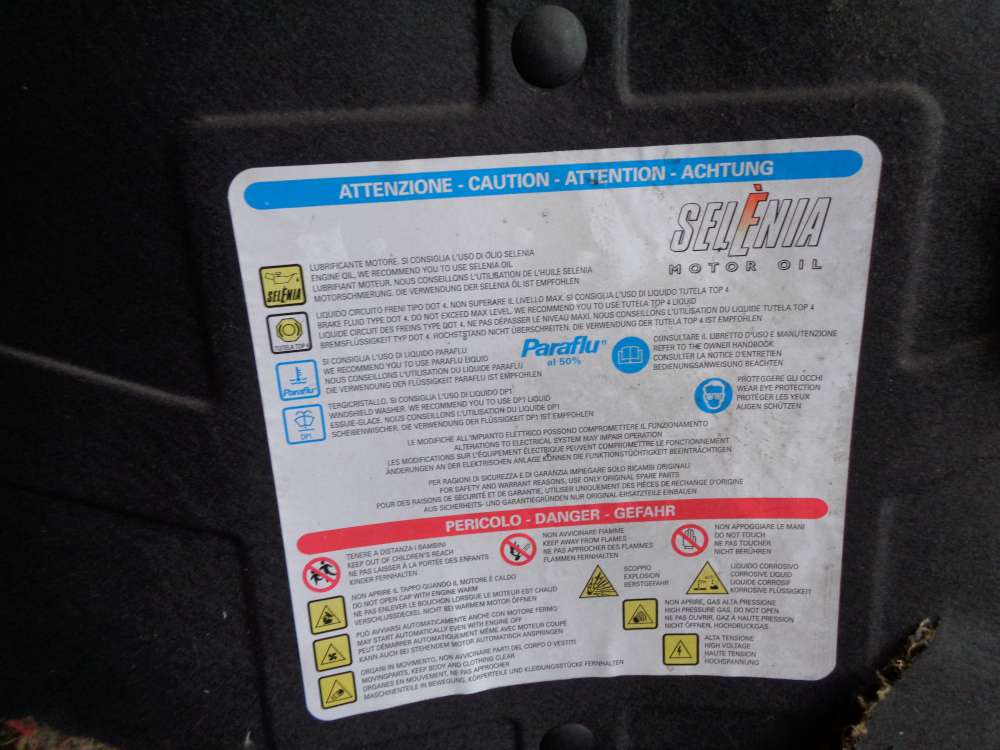 ATTENZIONE - CAUTION - ATTENTION - ACHTUNG
SELÈNIA
MOTOR OIL
SELÈNIA
LUBRIFICANTE MOTORE. SI CONSIGLIA L'USO DI OLIO SELENIA
ENGINE OIL, WE RECOMMEND YOU TO USE SELENIA OIL
LUBRIFIANT MOTEUR. NOUS CONSEILLONS L'UTILISATION DE L'HUILE SELENIA
MOTORSCHMIERUNG. DIE VERWENDUNG DER SELENIA ÖL IST EMPFOHLEN
TUTELA TOP 4
LIQUIDO CIRCUITO FRENI TIPO DOT 4. NON SUPERARE IL LIVELLO MAX. SI CONSIGLIA L'USO DI LIQUIDO TUTELA TOP 4
BRAKE FLUID TYPE DOT 4. DO NOT EXCEED MAX LEVEL. WE RECOMMEND YOU TO USE TUTELA TOP 4 LIQUID
LIQUIDE CIRCUIT DES FREINS TYPE DOT 4. NE PAS DÉPASSER LE NIVEAU MAXI. NOUS CONSEILLONS L'UTILISATION DU LIQUIDE TUTELA TOP 4
BREMSFLÜSSIGKEIT TYP DOT 4. HÖCHSTSTAND NICHT ÜBERSCHREITEN. DIE VERWENDUNG DER TUTELA TOP 4 IST EMPFOHLEN
Paraflu
SI CONSIGLIA L'USO DI LIQUIDO PARAFLU
WE RECOMMEND YOU TO USE PARAFLU LIQUID
NOUS CONSEILLONS L'UTILISATION DU LIQUIDE PARAFLU
DIE VERWENDUNG DER FLÜSSIGKEIT PARAFLU IST EMPFOHLEN
Paraflu
al 50%
CONSULTARE IL LIBRETTO D'USO E MANUTENZIONE
REFER TO THE OWNER HANDBOOK
CONSULTER LA NOTICE D'ENTRETIEN
BEDIENUNGSANWEISUNG BEACHTEN
DP1
TERGICRISTALLO. SI CONSIGLIA L'USO DI LIQUIDO DP1
WINDSHIELD WASHER. WE RECOMMEND YOU TO USE DP1 LIQUID
ESSUIE-GLACE. NOUS CONSEILLONS L'UTILISATION DU LIQUIDE DP1
SCHEIBENWISCHER. DIE VERWENDUNG DER FLÜSSIGKEIT DP1 IST EMPFOHLEN
PROTEGGERE GLI OCCHI
WEAR EYE PROTECTION
PROTÉGER LES YEUX
AUGEN SCHÜTZEN
LE MODIFICHE ALL'IMPIANTO ELETTRICO POSSONO COMPROMETTERE IL FUNZIONAMENTO
ALTERATIONS TO ELECTRICAL SYSTEM MAY IMPAIR OPERATION
LES MODIFICATIONS SUR L'ÉQUIPEMENT ÉLECTRIQUE PEUVENT COMPROMETTRE LE FONCTIONNEMENT
ÄNDERUNGEN AN DER ELEKTRISCHEN ANLAGE KÖNNEN DIE FUNKTIONSTÜCHTIGKEIT BEEINTRÄCHTIGEN
PER RAGIONI DI SICUREZZA E DI GARANZIA IMPIEGARE SOLO RICAMBI ORIGINALI
FOR SAFETY AND WARRANT REASONS, USE ONLY ORIGINAL SPARE PARTS
POUR DES RAISONS DE SÉCURITÉ ET DE GARANTIE, UTILISER UNIQUEMENT DES PIÈCES DE RECHANGE D'ORIGINE
AUS SICHERHEITS- UND GARANTIEGRÜNDEN NUR ORIGINAL-ERSATZTEILE EINBAUEN
PERICOLO - DANGER - GEFAHR
TENERE A DISTANZA I BAMBINI
KEEP OUT OF CHILDREN'S REACH
NE PAS LAISSER À LA PORTÉE DES ENFANTS
KINDER FERNHALTEN
NON AVVICINARE FIAMME
KEEP AWAY FROM FLAMES
NE PAS APPROCHER DES FLAMMES
FLAMMEN FERNHALTEN
NON APPOGGIARE LE MANI
DO NOT TOUCH
NE PAS TOUCHER
NICHT BERÜHREN
NON APRIRE IL TAPPO QUANDO IL MOTORE È CALDO
DO NOT OPEN CAP WITH ENGINE WARM
NE PAS ENLEVER LE BOUCHON LORSQUE LE MOTEUR EST CHAUD
VERSCHLUSSDECKEL NICHT BEI WARMEM MOTOR ÖFFNEN
SCOPPIO
EXPLOSION
BERSTGEFAHR
LIQUIDO CORROSIVO
CORROSIVE LIQUID
LIQUIDE CORROSIF
KORROSIVE FLÜSSIGKEIT
PUÒ AVVIARSI AUTOMATICAMENTE ANCHE CON MOTORE FERMO
MAY START AUTOMATICALLY EVEN WITH ENGINE OFF
PEUT DÉMARRER AUTOMATIQUEMENT MÊME AVEC MOTEUR COUPÉ
KANN AUCH BEI STEHENDEM MOTOR AUTOMATISCH ANSPRINGEN
NON APRIRE, GAS ALTA PRESSIONE
HIGH PRESSURE GAS, DO NOT OPEN
NE PAS OUVRIR, GAZ À HAUTE PRESSION
NICHT ÖFFNEN, HOCHDRUCKGAS.
ORGANI IN MOVIMENTO, NON AVVICINARE PARTI DEL CORPO O VESTITI
MOVINGPARTS, KEEP BODY AND CLOTHING CLEAR
ORGANES EN MOUVEMENT, NE PAS APPROCHER
MASCHINENTEILE IN BEWEGUNG, KÖRPERTEILE UND KLEIDUNGSSTÜCKE FERNHALTEN
ALTA TENSIONE
HIGH VOLTAGE
HAUTE TENSION
HOCHSPANNUNG